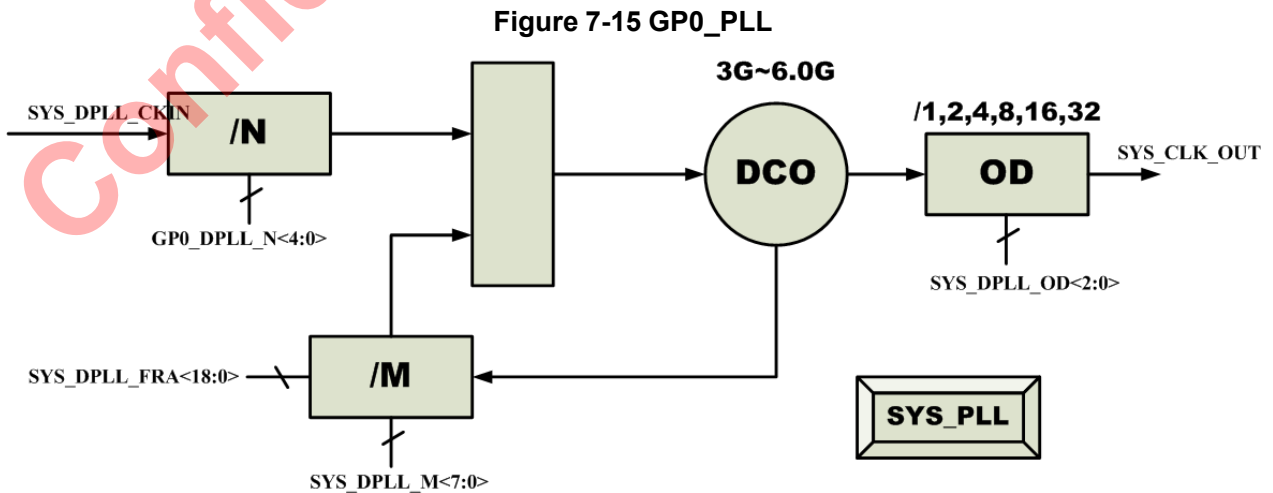 Figure 7-15 GP0_PLL
3G~6.0G
SYS_DPLL_CKIN
/N
/1,2,4,8,16,32
DCO
OD
SYS_CLK_OUT
GP0_DPLL_N<4:0>
SYS_DPLL_OD<2:0>
SYS_DPLL_FRA<18:0>
/M
SYS_PLL
SYS_DPLL_M<7:0>
Confi